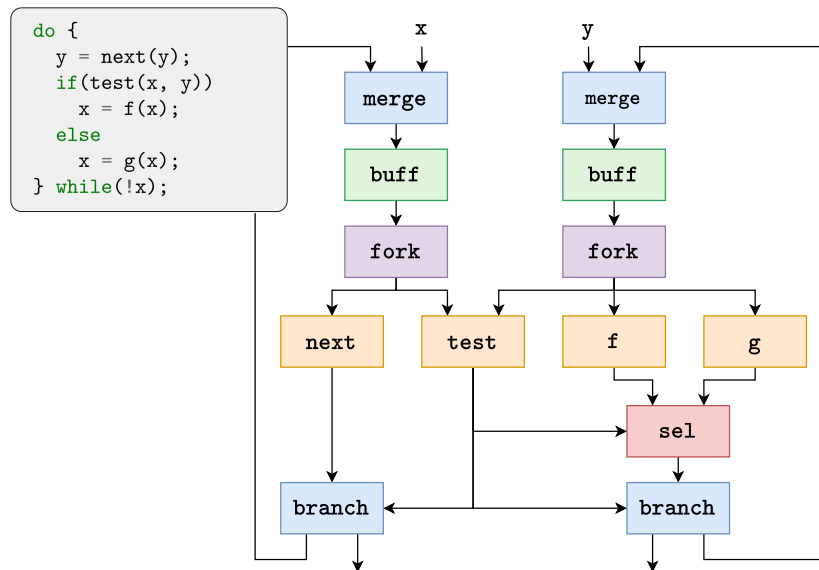 do {
  y = next(y);
  if(test(x, y))
    x = f(x);
  else
    x = g(x);
} while(!x);
x y
merge merge
buff buff
fork fork
next test f g
sel
branch branch